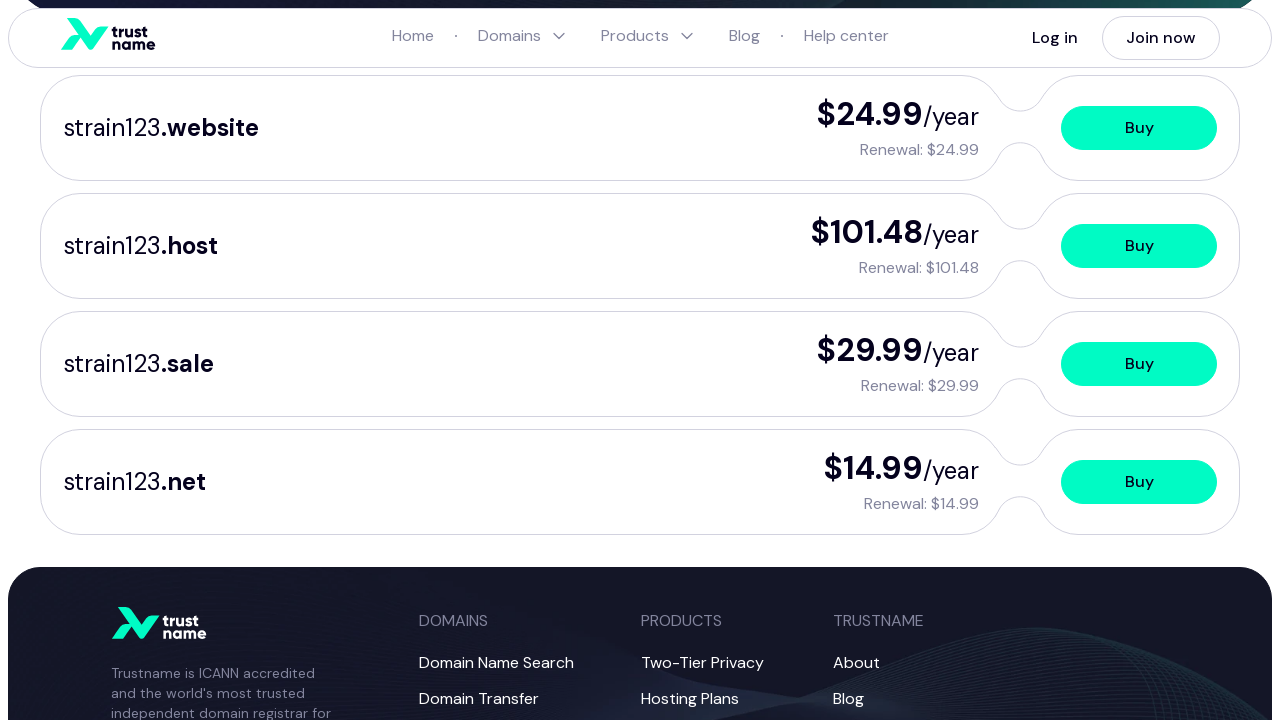 trust
name
Home · Domains Products Blog · Help center
Log in
Join now
strain123.website
$24.99/year
Renewal: $24.99
Buy
strain123.host
$101.48/year
Renewal: $101.48
Buy
strain123.sale
$29.99/year
Renewal: $29.99
Buy
strain123.net
$14.99/year
Renewal: $14.99
Buy
trust
name
Trustname is ICANN accredited
and the world's most trusted
independent domain registrar for
DOMAINS
Domain Name Search
Domain Transfer
PRODUCTS
Two-Tier Privacy
Hosting Plans
TRUSTNAME
About
Blog